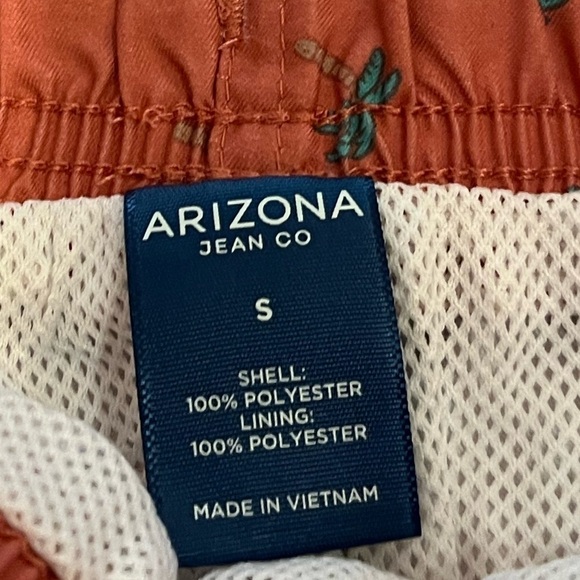 ARIZONA
JEAN CO
S
SHELL:
100% POLYESTER
LINING:
100% POLYESTER
MADE IN VIETNAM